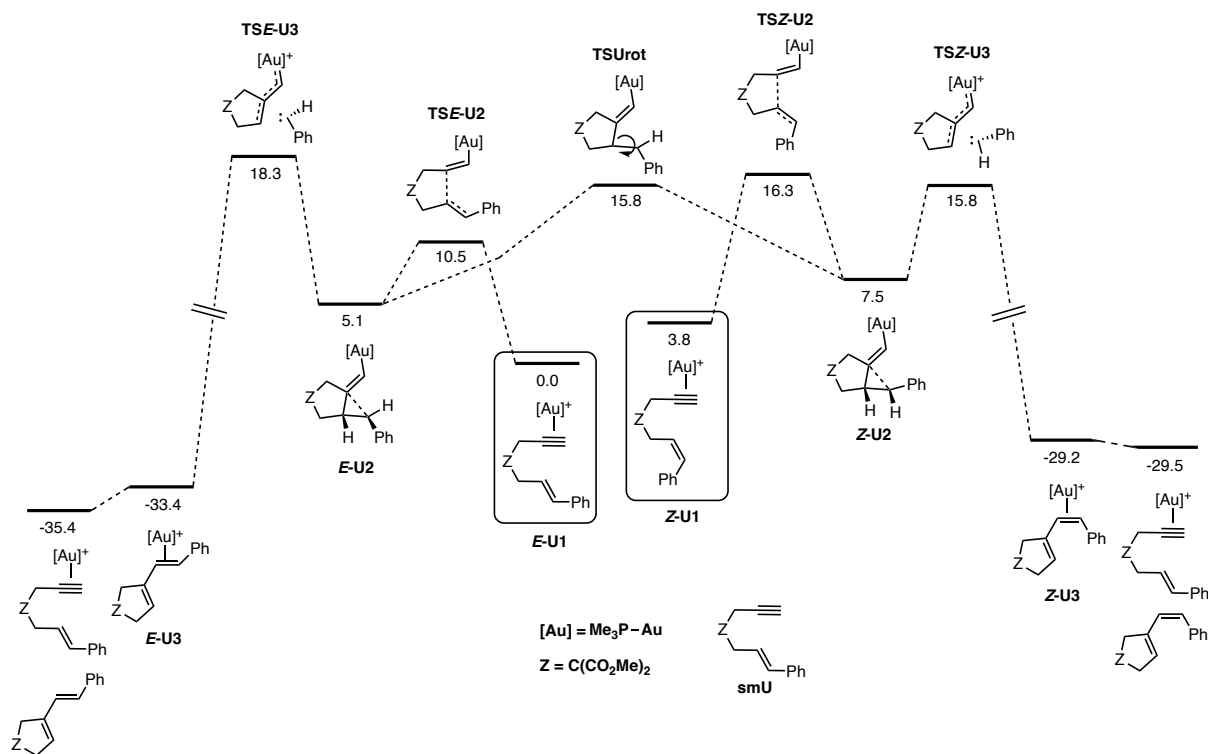 TSE-U3
[Au]+
Z
H
Ph
18.3
TSE-U2
[Au]
Z
Ph
10.5
TSUrot
[Au]
Z
H
Ph
15.8
TSZ-U2
[Au]
Z
Ph
16.3
TSZ-U3
[Au]+
Z
Ph
H
15.8
5.1
[Au]
Z
H
H
Ph
E-U2
0.0
[Au]+
Z
Ph
E-U1
3.8
[Au]+
Z
Ph
Z-U1
7.5
[Au]
Z
Ph
H
H
Z-U2
-35.4
[Au]+
Z
Ph
Z
Ph
-33.4
[Au]+
Ph
Z
E-U3
-29.2
[Au]+
Ph
Z
Z-U3
-29.5
[Au]+
Z
Ph
Ph
Z
[Au] = Me3P–Au
Z = C(CO2Me)2
Z
Ph
smU